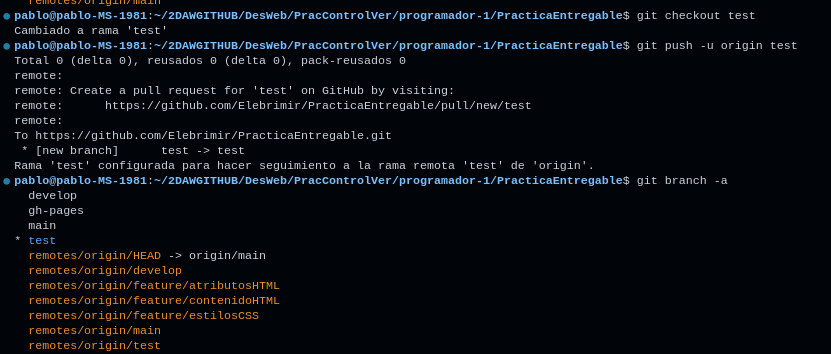 remotes/origin/main
pablo@pablo-MS-1981:~/2DAWGITHUB/DesWeb/PracControlVer/programador-1/PracticaEntregable$ git checkout test
Cambiado a rama 'test'
pablo@pablo-MS-1981:~/2DAWGITHUB/DesWeb/PracControlVer/programador-1/PracticaEntregable$ git push -u origin test
Total 0 (delta 0), reusados 0 (delta 0), pack-reusados 0
remote:
remote: Create a pull request for 'test' on GitHub by visiting:
remote:      https://github.com/Elebrimir/PracticaEntregable/pull/new/test
remote:
To https://github.com/Elebrimir/PracticaEntregable.git
 * [new branch]      test -> test
Rama 'test' configurada para hacer seguimiento a la rama remota 'test' de 'origin'.
pablo@pablo-MS-1981:~/2DAWGITHUB/DesWeb/PracControlVer/programador-1/PracticaEntregable$ git branch -a
  develop
  gh-pages
  main
* test
  remotes/origin/HEAD -> origin/main
  remotes/origin/develop
  remotes/origin/feature/atributosHTML
  remotes/origin/feature/contenidoHTML
  remotes/origin/feature/estilosCSS
  remotes/origin/main
  remotes/origin/test